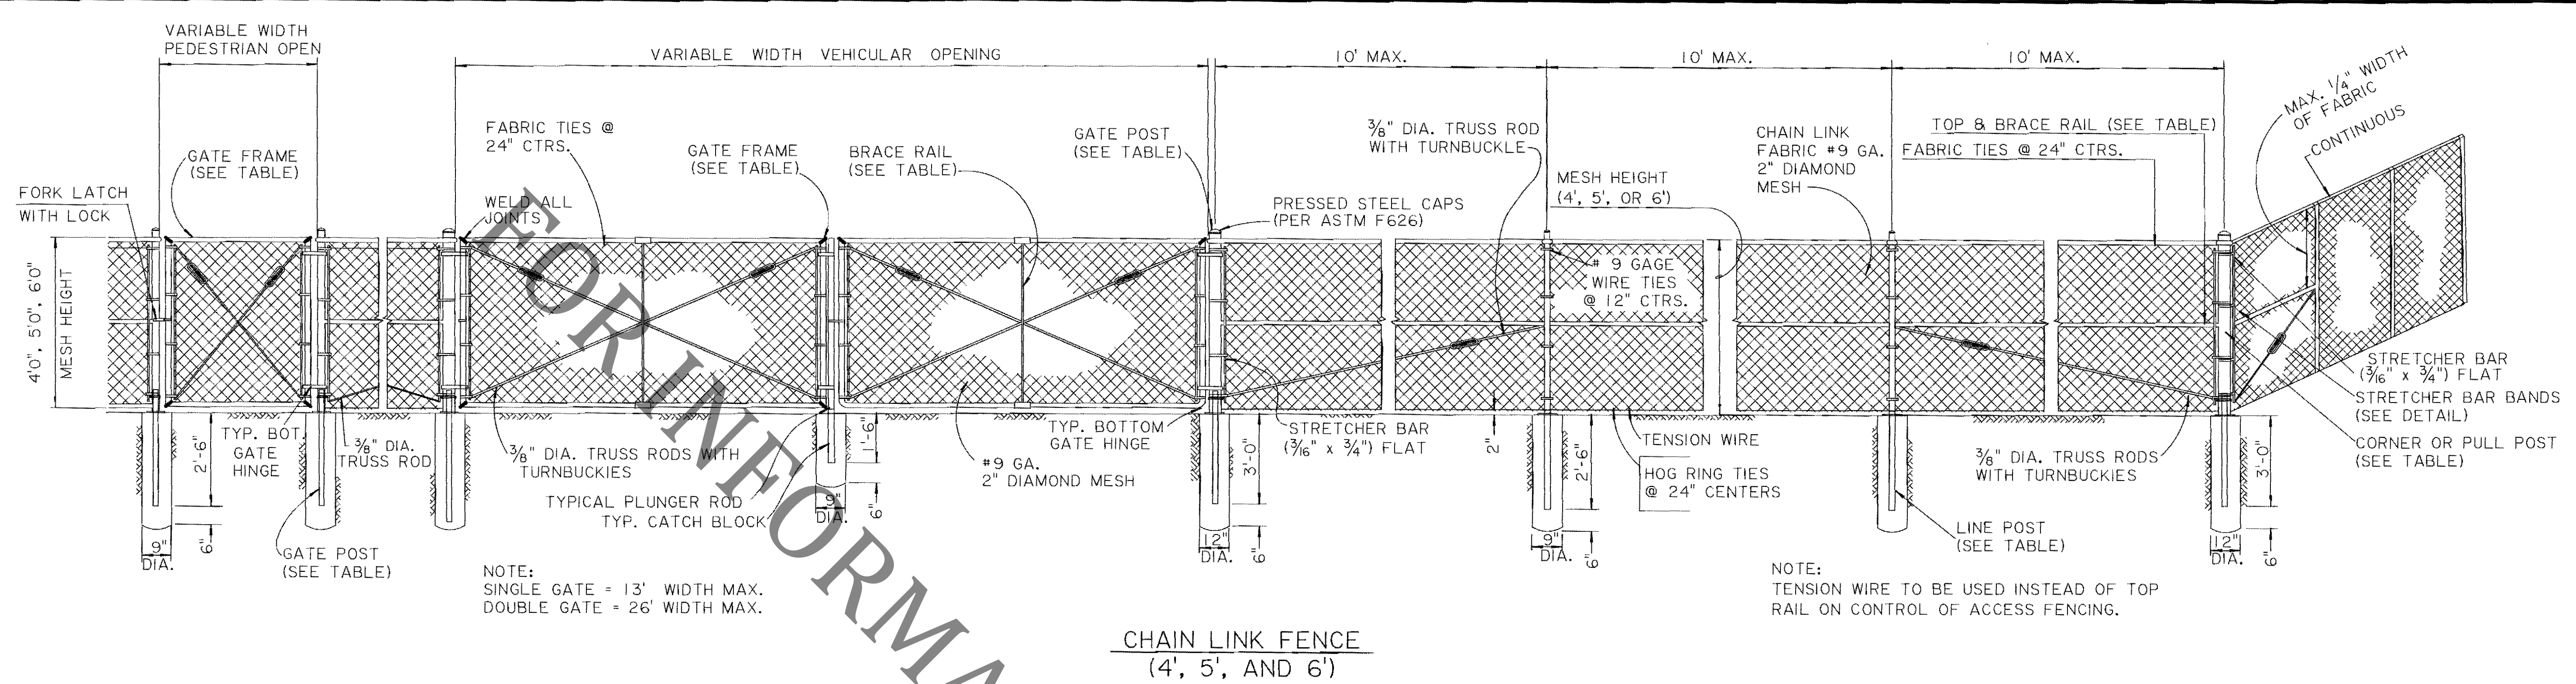 VARIABLE WIDTH
PEDESTRIAN OPEN
VARIABLE WIDTH VEHICULAR OPENING
10' MAX.
10' MAX.
10' MAX.
MAX. 1/4" WIDTH
OF FABRIC
CONTINUOUS
GATE FRAME
(SEE TABLE)
FORK LATCH
WITH LOCK
FABRIC TIES @
24" CTRS.
WELD ALL
JOINTS
GATE FRAME
(SEE TABLE)
BRACE RAIL
(SEE TABLE)
GATE POST
(SEE TABLE)
PRESSED STEEL CAPS
(PER ASTM F626)
3/8" DIA. TRUSS ROD
WITH TURNBUCKLE
MESH HEIGHT
(4', 5', OR 6')
CHAIN LINK
FABRIC #9 GA.
2" DIAMOND
MESH
TOP & BRACE RAIL (SEE TABLE)
FABRIC TIES @ 24" CTRS.
# 9 GAGE
WIRE TIES
@ 12" CTRS.
4'0", 5'0", 6'0"
MESH HEIGHT
STRETCHER BAR
(3/16" x 3/4") FLAT
STRETCHER BAR BANDS
(SEE DETAIL)
CORNER OR PULL POST
(SEE TABLE)
TYP. BOT.
GATE
HINGE
2'-6"
6"
9"
DIA.
3/8" DIA.
TRUSS ROD
GATE POST
(SEE TABLE)
3/8" DIA. TRUSS RODS WITH
TURNBUCKIES
TYPICAL PLUNGER ROD
TYP. CATCH BLOCK
1'-6"
6"
9"
DIA.
#9 GA.
2" DIAMOND MESH
TYP. BOTTOM
GATE HINGE
STRETCHER BAR
(3/16" x 3/4") FLAT
3'-0"
6"
12"
DIA.
2"
TENSION WIRE
HOG RING TIES
@ 24" CENTERS
2'-6"
6"
9"
DIA.
LINE POST
(SEE TABLE)
3/8" DIA. TRUSS RODS
WITH TURNBUCKIES
3'-0"
6"
12"
DIA.
NOTE:
SINGLE GATE = 13' WIDTH MAX.
DOUBLE GATE = 26' WIDTH MAX.
NOTE:
TENSION WIRE TO BE USED INSTEAD OF TOP
RAIL ON CONTROL OF ACCESS FENCING.
CHAIN LINK FENCE
(4', 5', AND 6')
FOR INFORMA